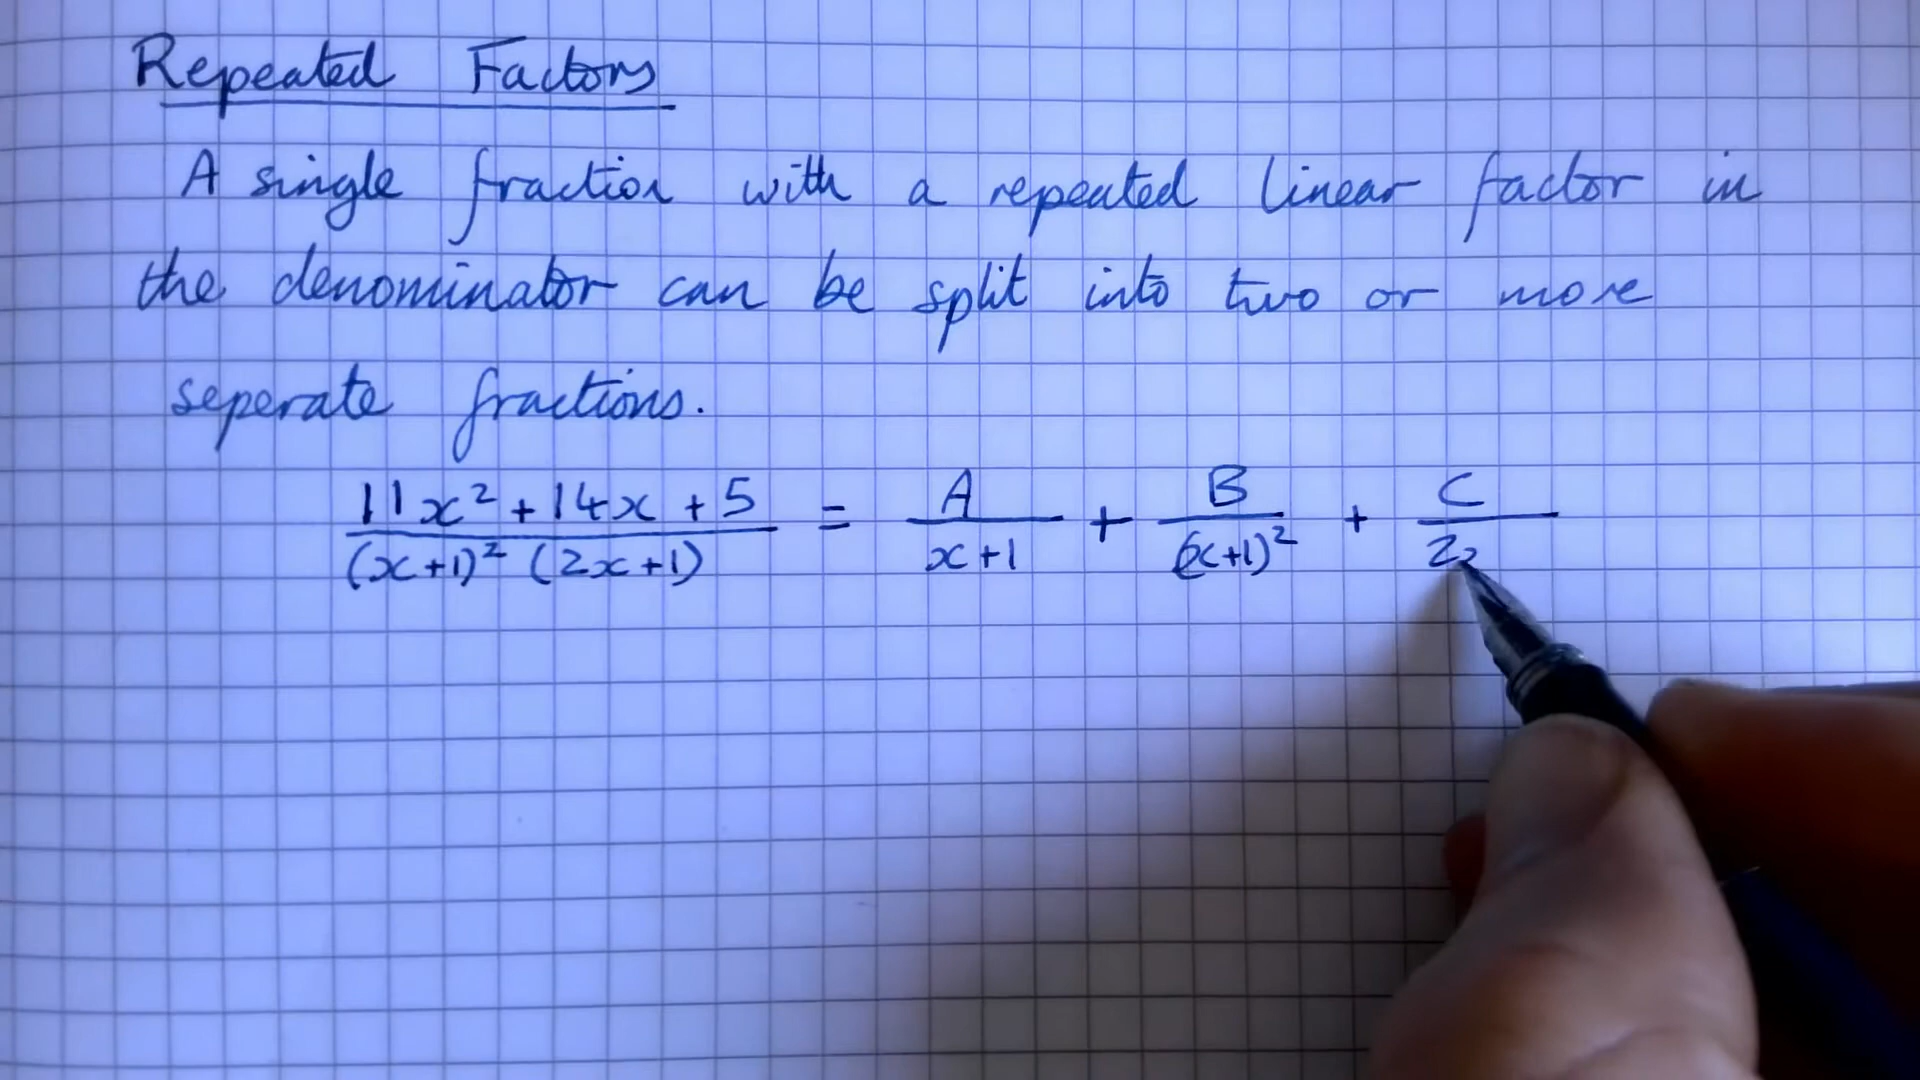 Repeated Factors
A single fraction with a repeated linear factor in
the denominator can be split into two or more
seperate fractions.
11x² + 14x + 5 / (x+1)² (2x+1) = A / x+1 + B / (x+1)² + C / 2x